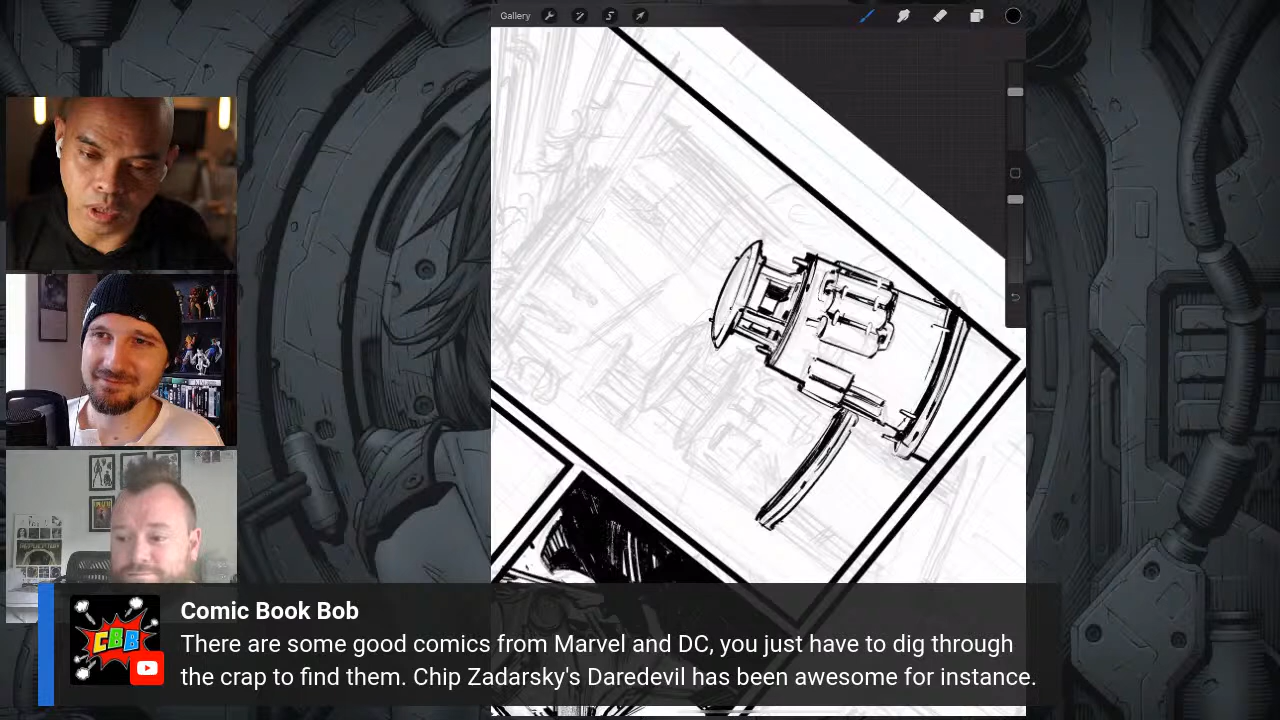 Gallery
CBB
Comic Book Bob
There are some good comics from Marvel and DC, you just have to dig through
the crap to find them. Chip Zadarsky's Daredevil has been awesome for instance.